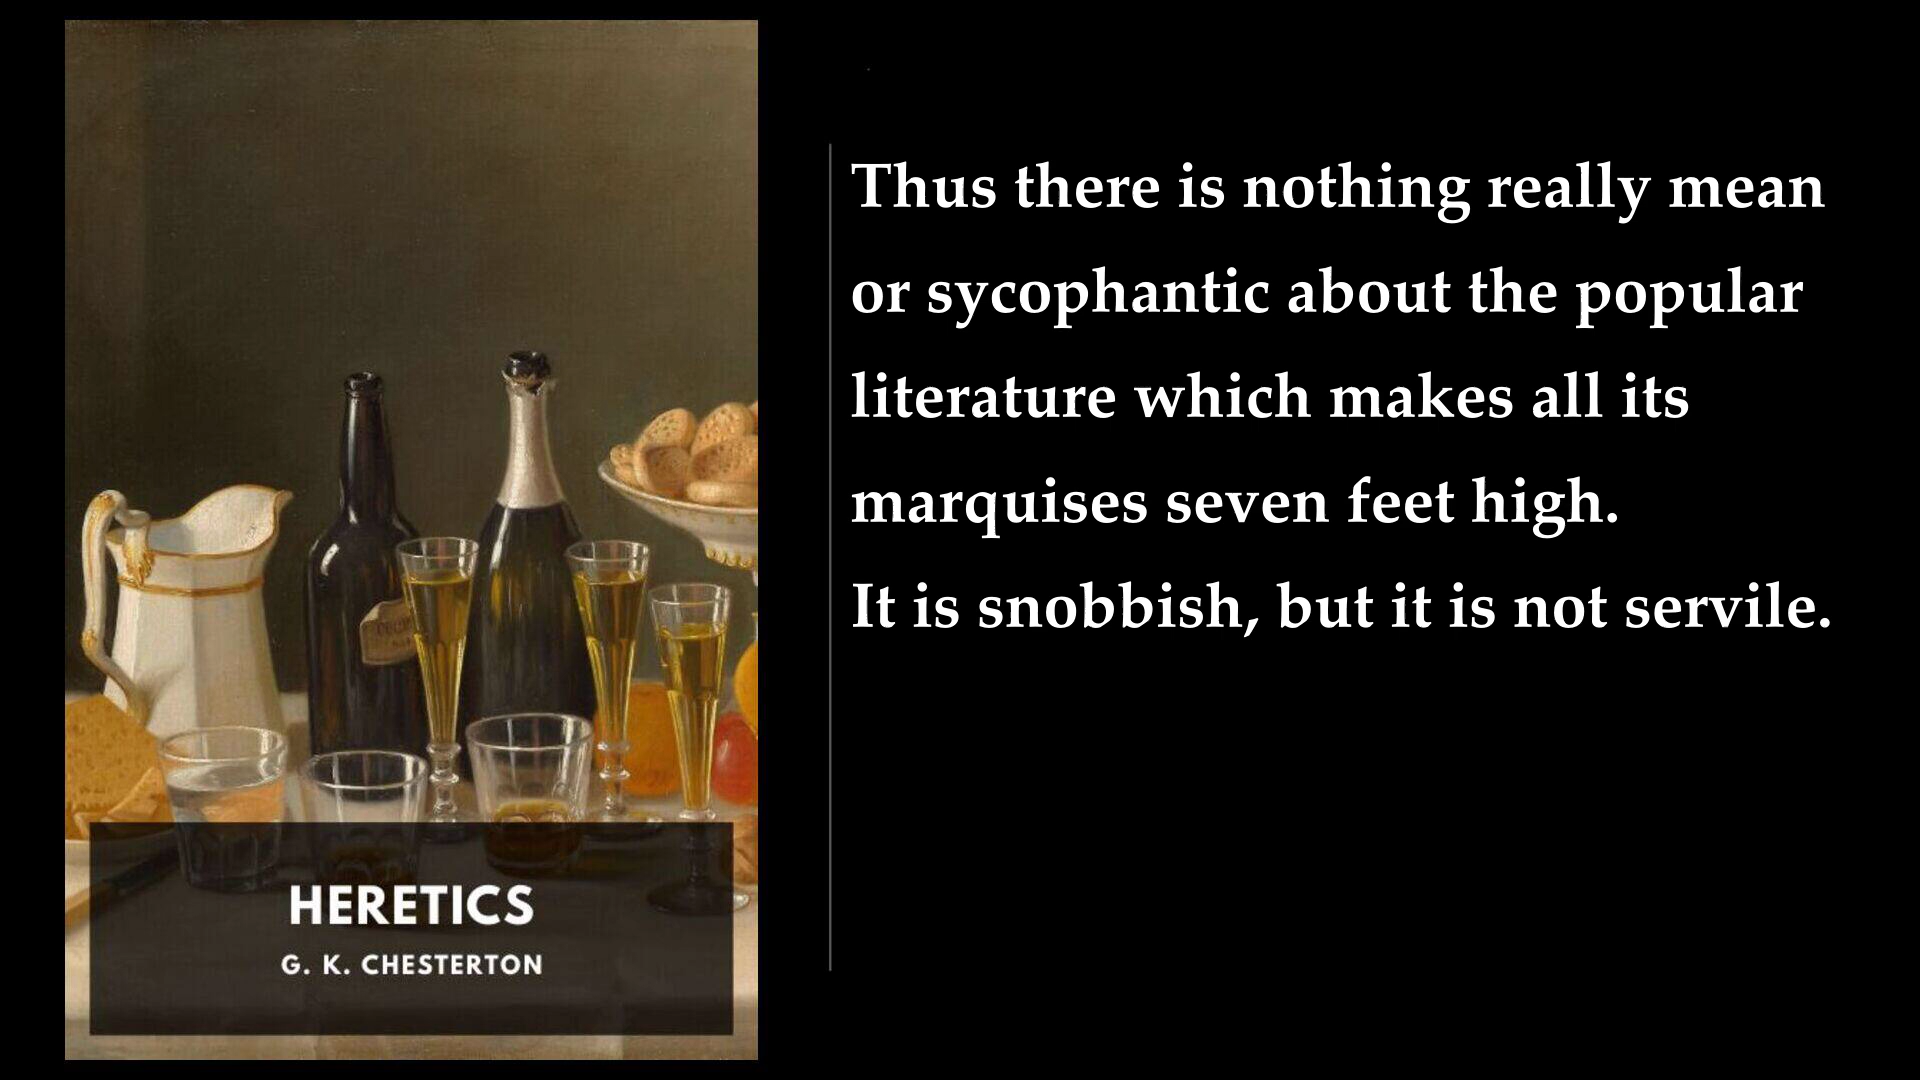 Thus there is nothing really mean
or sycophantic about the popular
literature which makes all its
marquises seven feet high.
It is snobbish, but it is not servile.
HERETICS
G. K. CHESTERTON